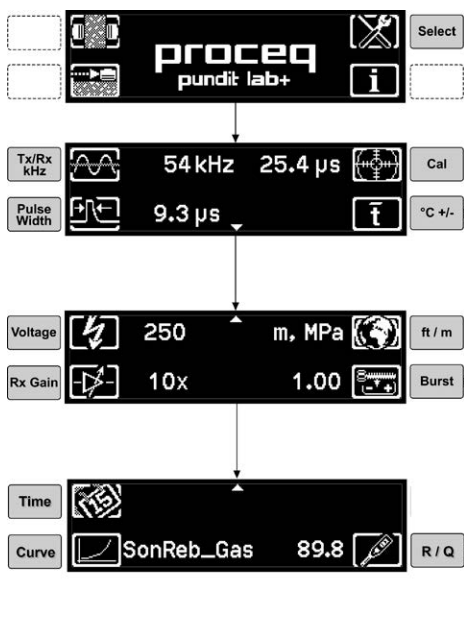 Select
proceq
pundit lab+
i
Tx/Rx
kHz
54 kHz 25.4 µs
Cal
Pulse
Width
9.3 µs
t̄
°C +/-
Voltage
250 m, MPa
ft / m
Rx Gain
10x 1.00
Burst
Time
15
Curve
SonReb_Gas 89.8
R / Q